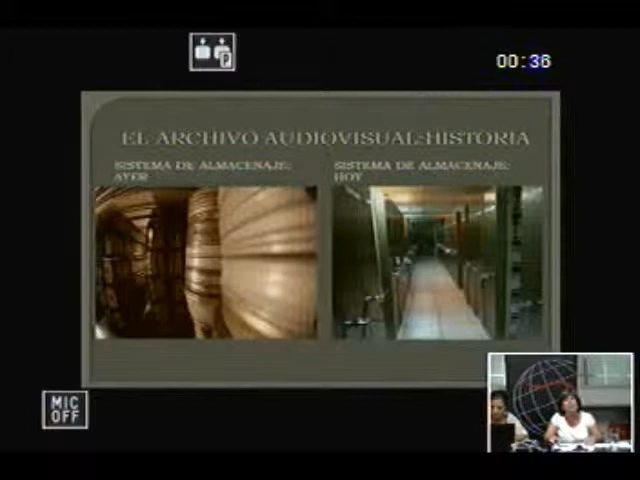 00:36
EL ARCHIVO AUDIOVISUAL:HISTORIA
SISTEMA DE ALMACENAJE:
AYER
SISTEMA DE ALMACENAJE:
HOY
P
MIC
OFF